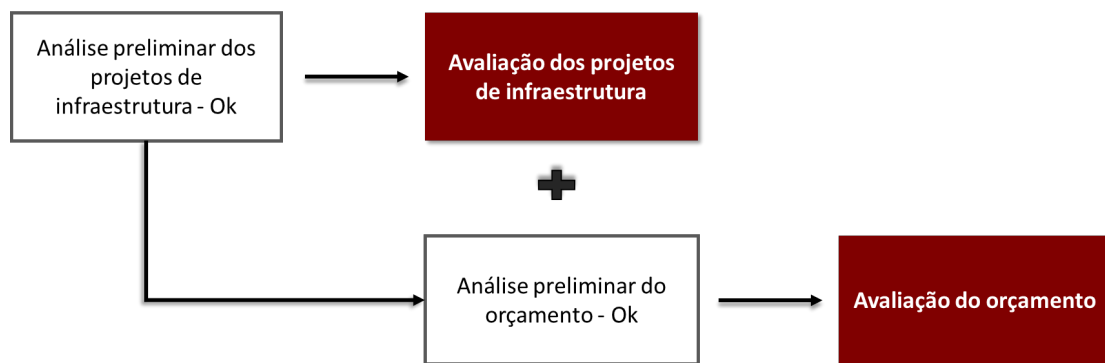 Análise preliminar dos
projetos de
infraestrutura - Ok
Avaliação dos projetos
de infraestrutura
Análise preliminar do
orçamento - Ok
Avaliação do orçamento